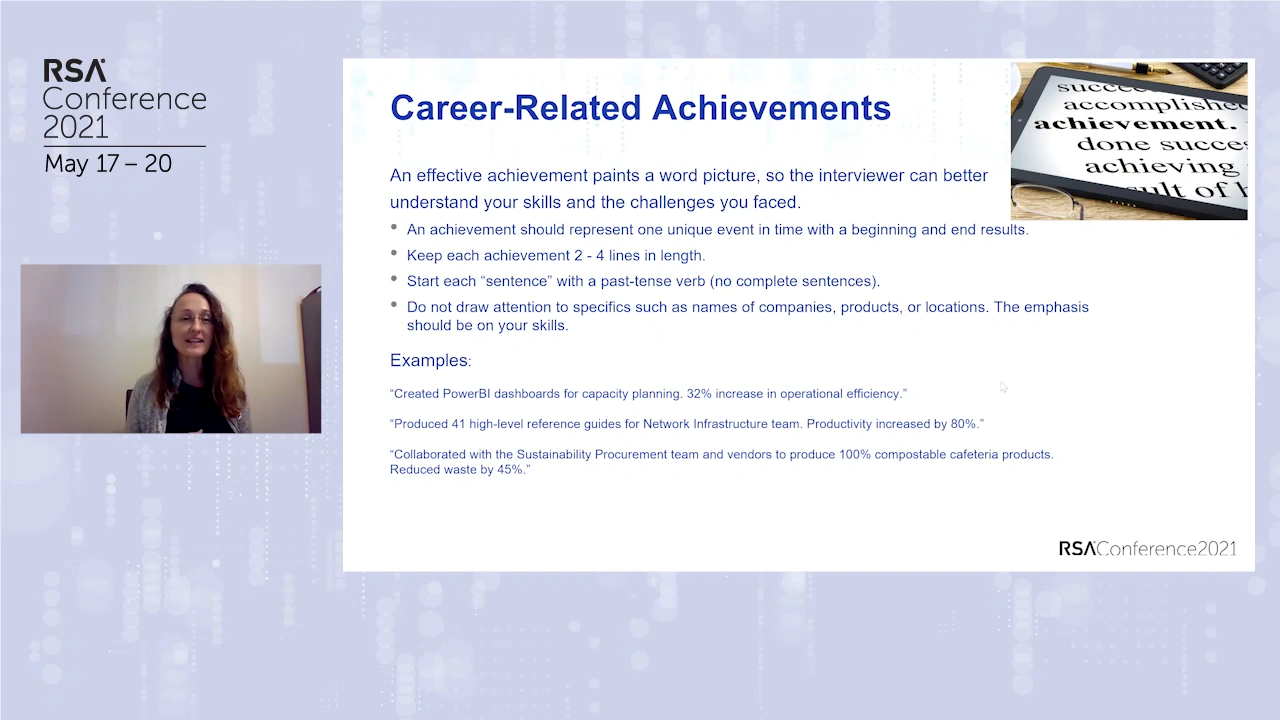 RSA
Conference
2021
May 17 – 20
Career-Related Achievements
succe
accomplishe
achievement.
done succes
achieving
sult of h
An effective achievement paints a word picture, so the interviewer can better
understand your skills and the challenges you faced.
An achievement should represent one unique event in time with a beginning and end results.
Keep each achievement 2 - 4 lines in length.
Start each “sentence” with a past-tense verb (no complete sentences).
Do not draw attention to specifics such as names of companies, products, or locations. The emphasis
should be on your skills.
Examples:
“Created PowerBI dashboards for capacity planning. 32% increase in operational efficiency.”
“Produced 41 high-level reference guides for Network Infrastructure team. Productivity increased by 80%.”
“Collaborated with the Sustainability Procurement team and vendors to produce 100% compostable cafeteria products.
Reduced waste by 45%.”
RSAConference2021